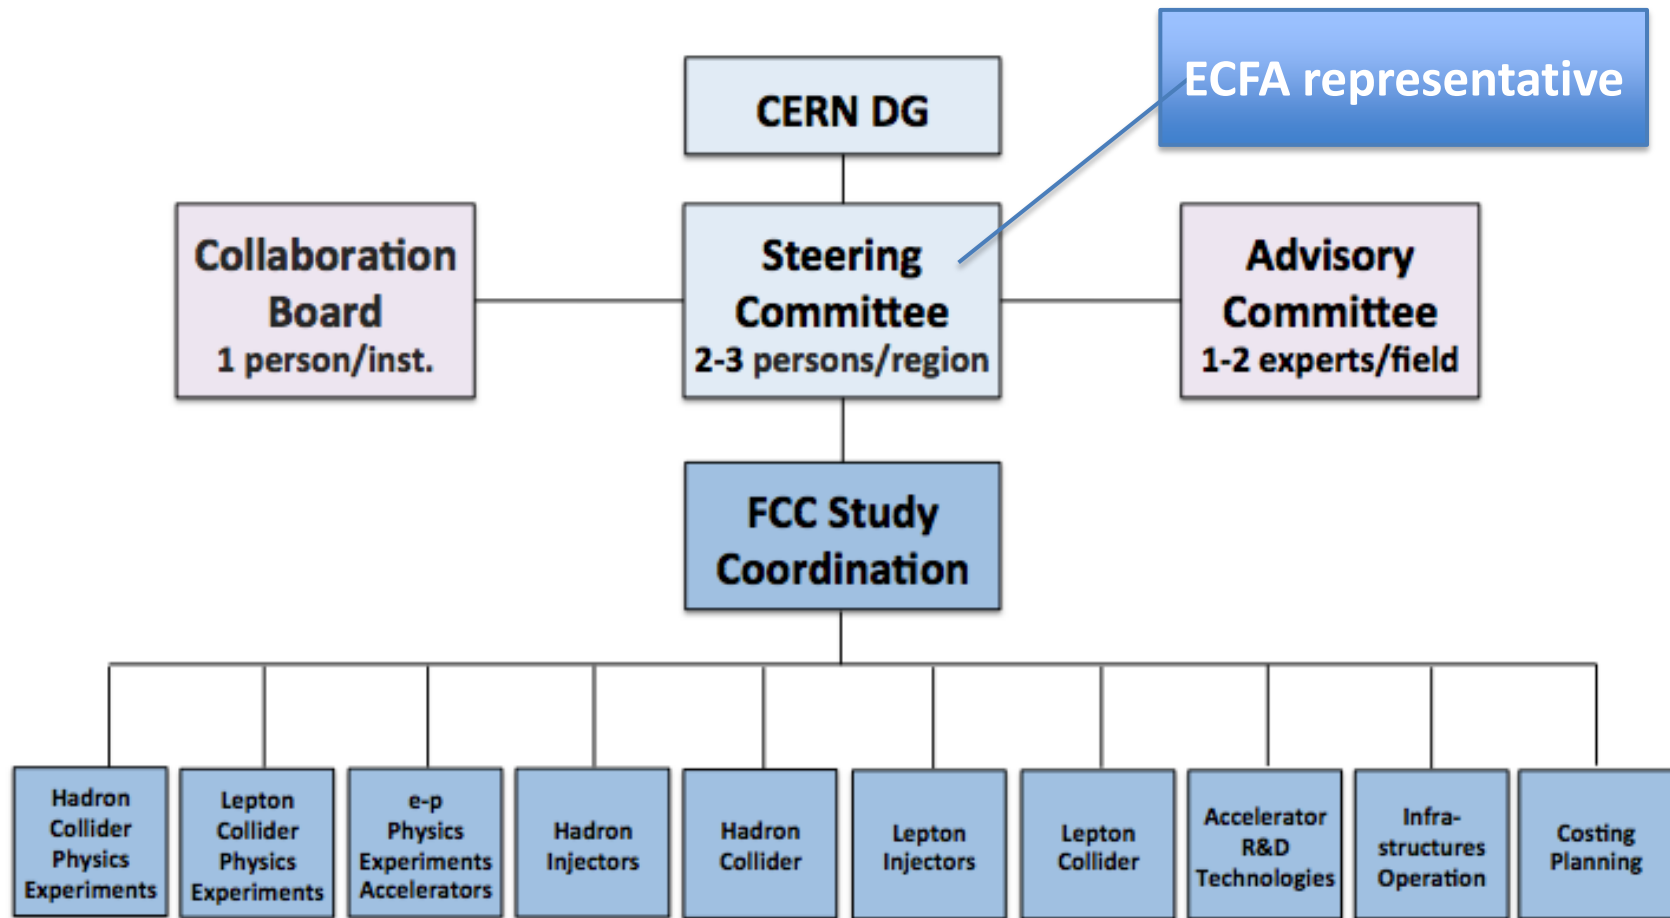 ECFA representative
CERN DG
Collaboration
Board
1 person/inst.
Steering
Committee
2-3 persons/region
Advisory
Committee
1-2 experts/field
FCC Study
Coordination
Hadron
Collider
Physics
Experiments
Lepton
Collider
Physics
Experiments
e-p
Physics
Experiments
Accelerators
Hadron
Injectors
Hadron
Collider
Lepton
Injectors
Lepton
Collider
Accelerator
R&D
Technologies
Infra-
structures
Operation
Costing
Planning